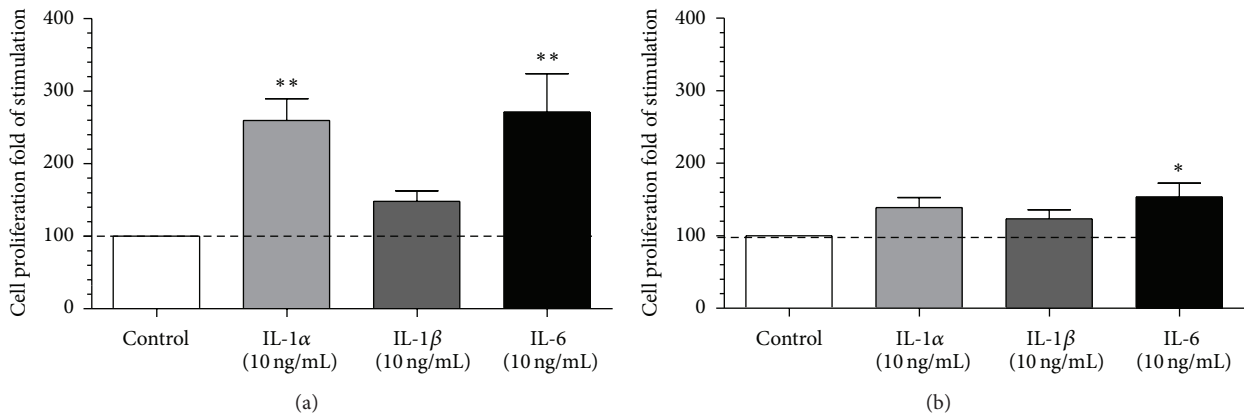 Cell proliferation fold of stimulation
400
300
200
100
0
**
**
Control
IL-1α
(10 ng/mL)
IL-1β
(10 ng/mL)
IL-6
(10 ng/mL)
(a)
Cell proliferation fold of stimulation
400
300
200
100
0
*
Control
IL-1α
(10 ng/mL)
IL-1β
(10 ng/mL)
IL-6
(10 ng/mL)
(b)